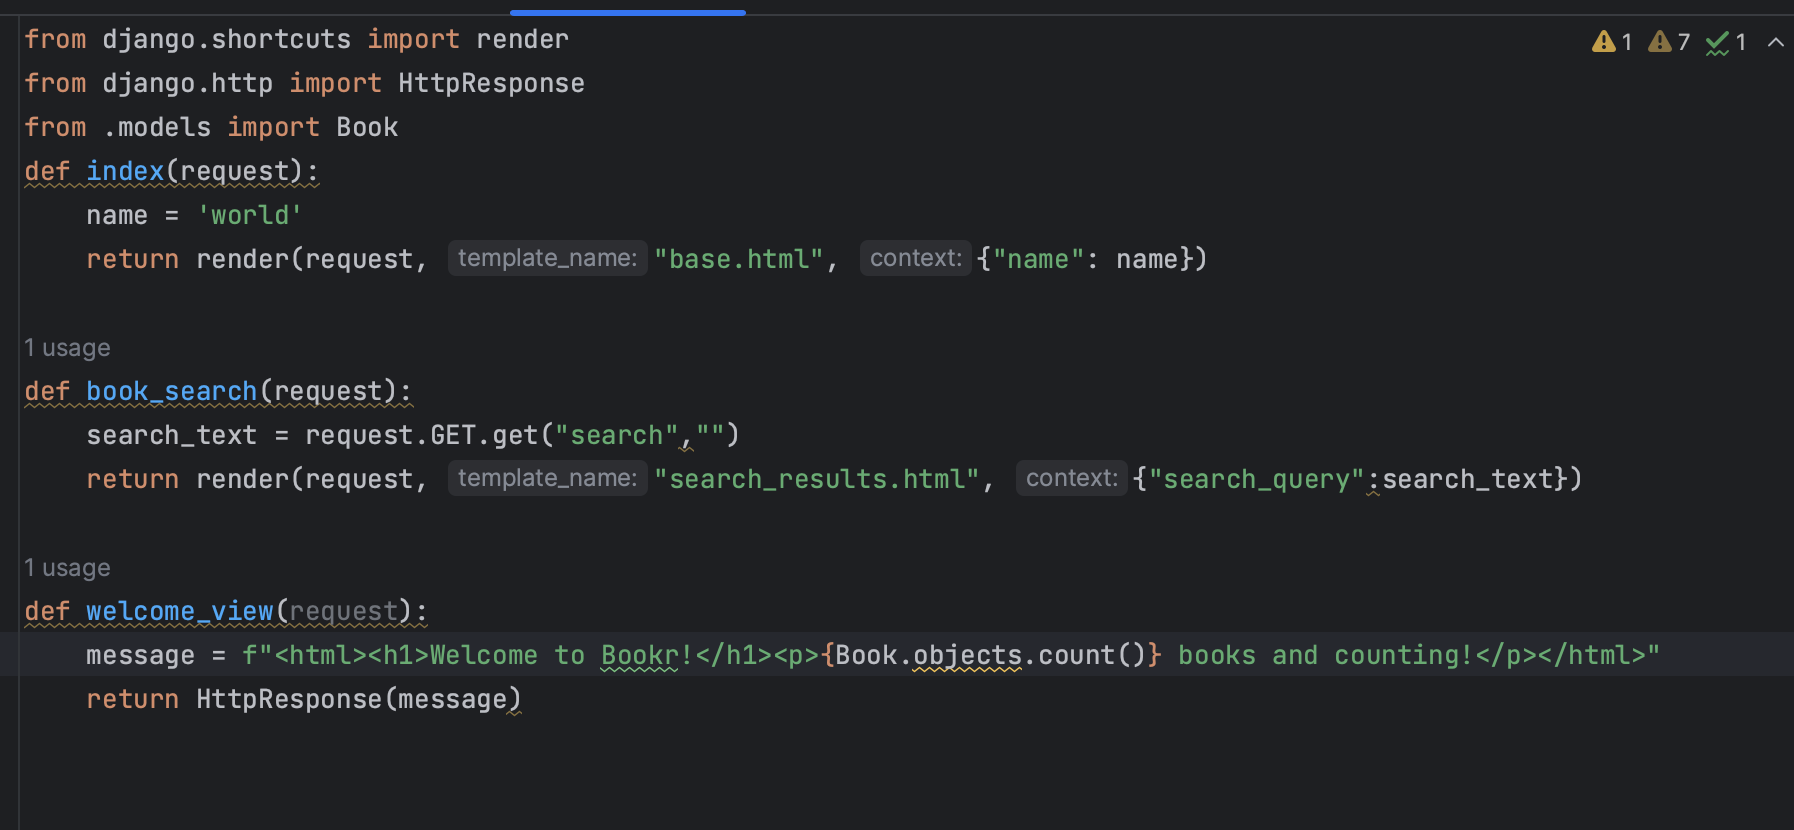 from django.shortcuts import render
1 7 1
from django.http import HttpResponse
from .models import Book
def index(request):
    name = 'world'
    return render(request, template_name: "base.html", context: {"name": name})
1 usage
def book_search(request):
    search_text = request.GET.get("search","")
    return render(request, template_name: "search_results.html", context: {"search_query":search_text})
1 usage
def welcome_view(request):
    message = f"<html><h1>Welcome to Bookr!</h1><p>{Book.objects.count()} books and counting!</p></html>"
    return HttpResponse(message)